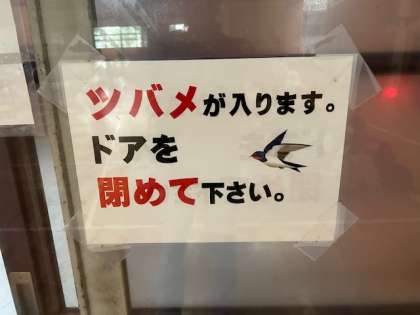 ツバメが入ります。
ドアを
閉めて下さい。